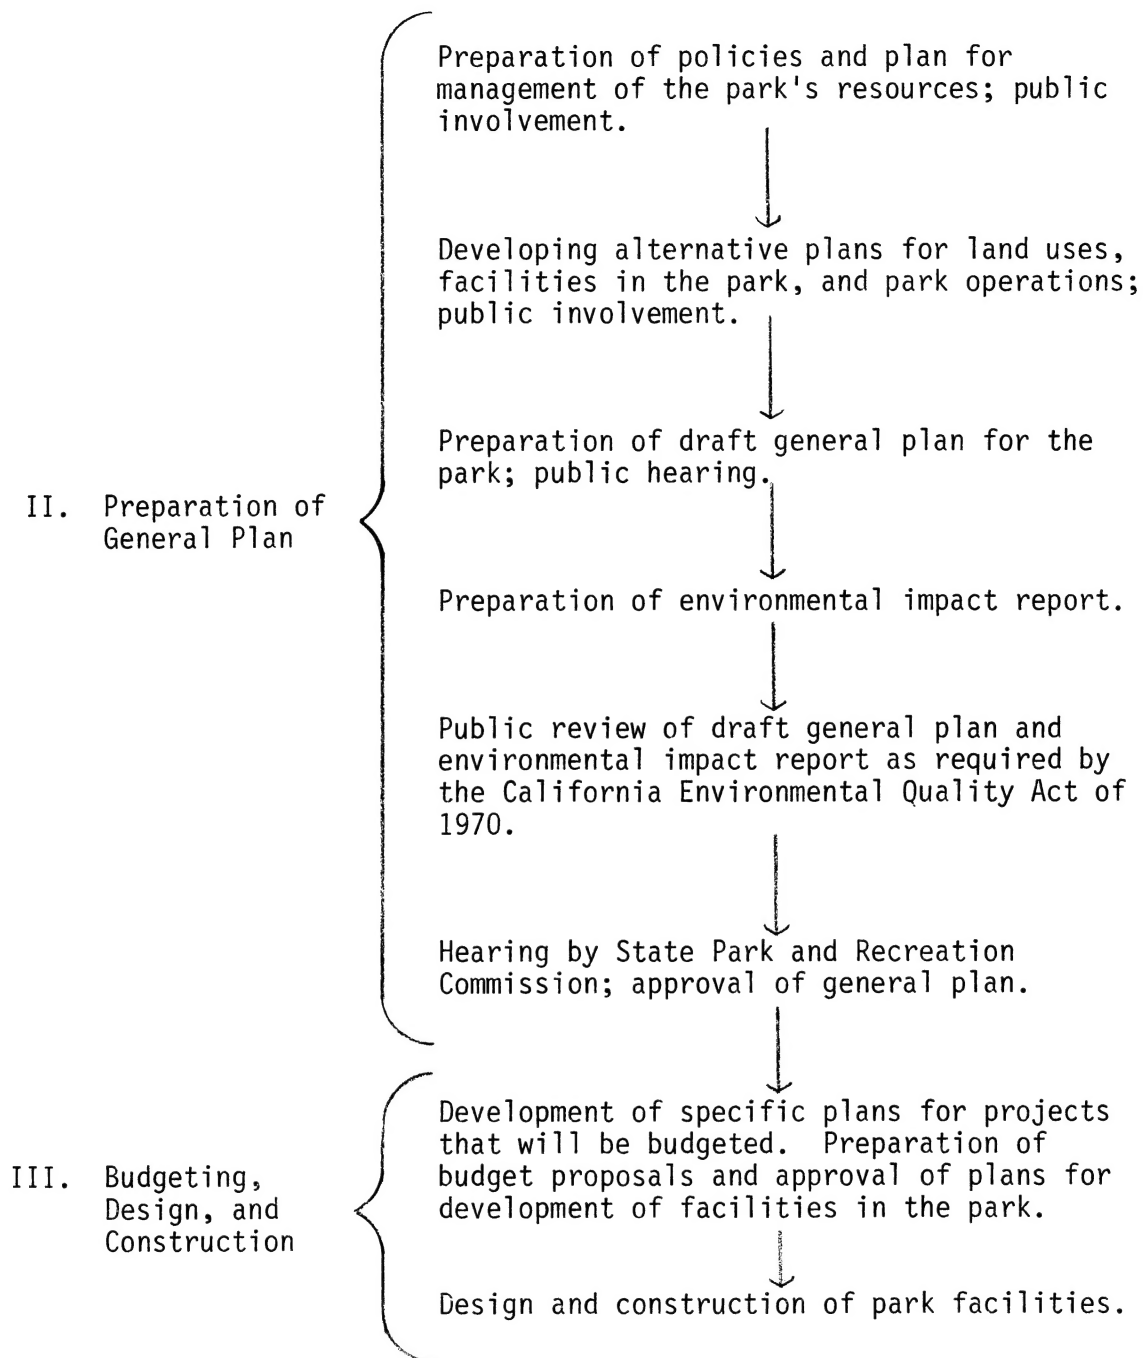 Preparation of policies and plan for
management of the park's resources; public
involvement.
Developing alternative plans for land uses,
facilities in the park, and park operations;
public involvement.
Preparation of draft general plan for the
park; public hearing.
II. Preparation of
General Plan
Preparation of environmental impact report.
Public review of draft general plan and
environmental impact report as required by
the California Environmental Quality Act of
1970.
Hearing by State Park and Recreation
Commission; approval of general plan.
Development of specific plans for projects
that will be budgeted. Preparation of
budget proposals and approval of plans for
development of facilities in the park.
III. Budgeting,
Design, and
Construction
Design and construction of park facilities.